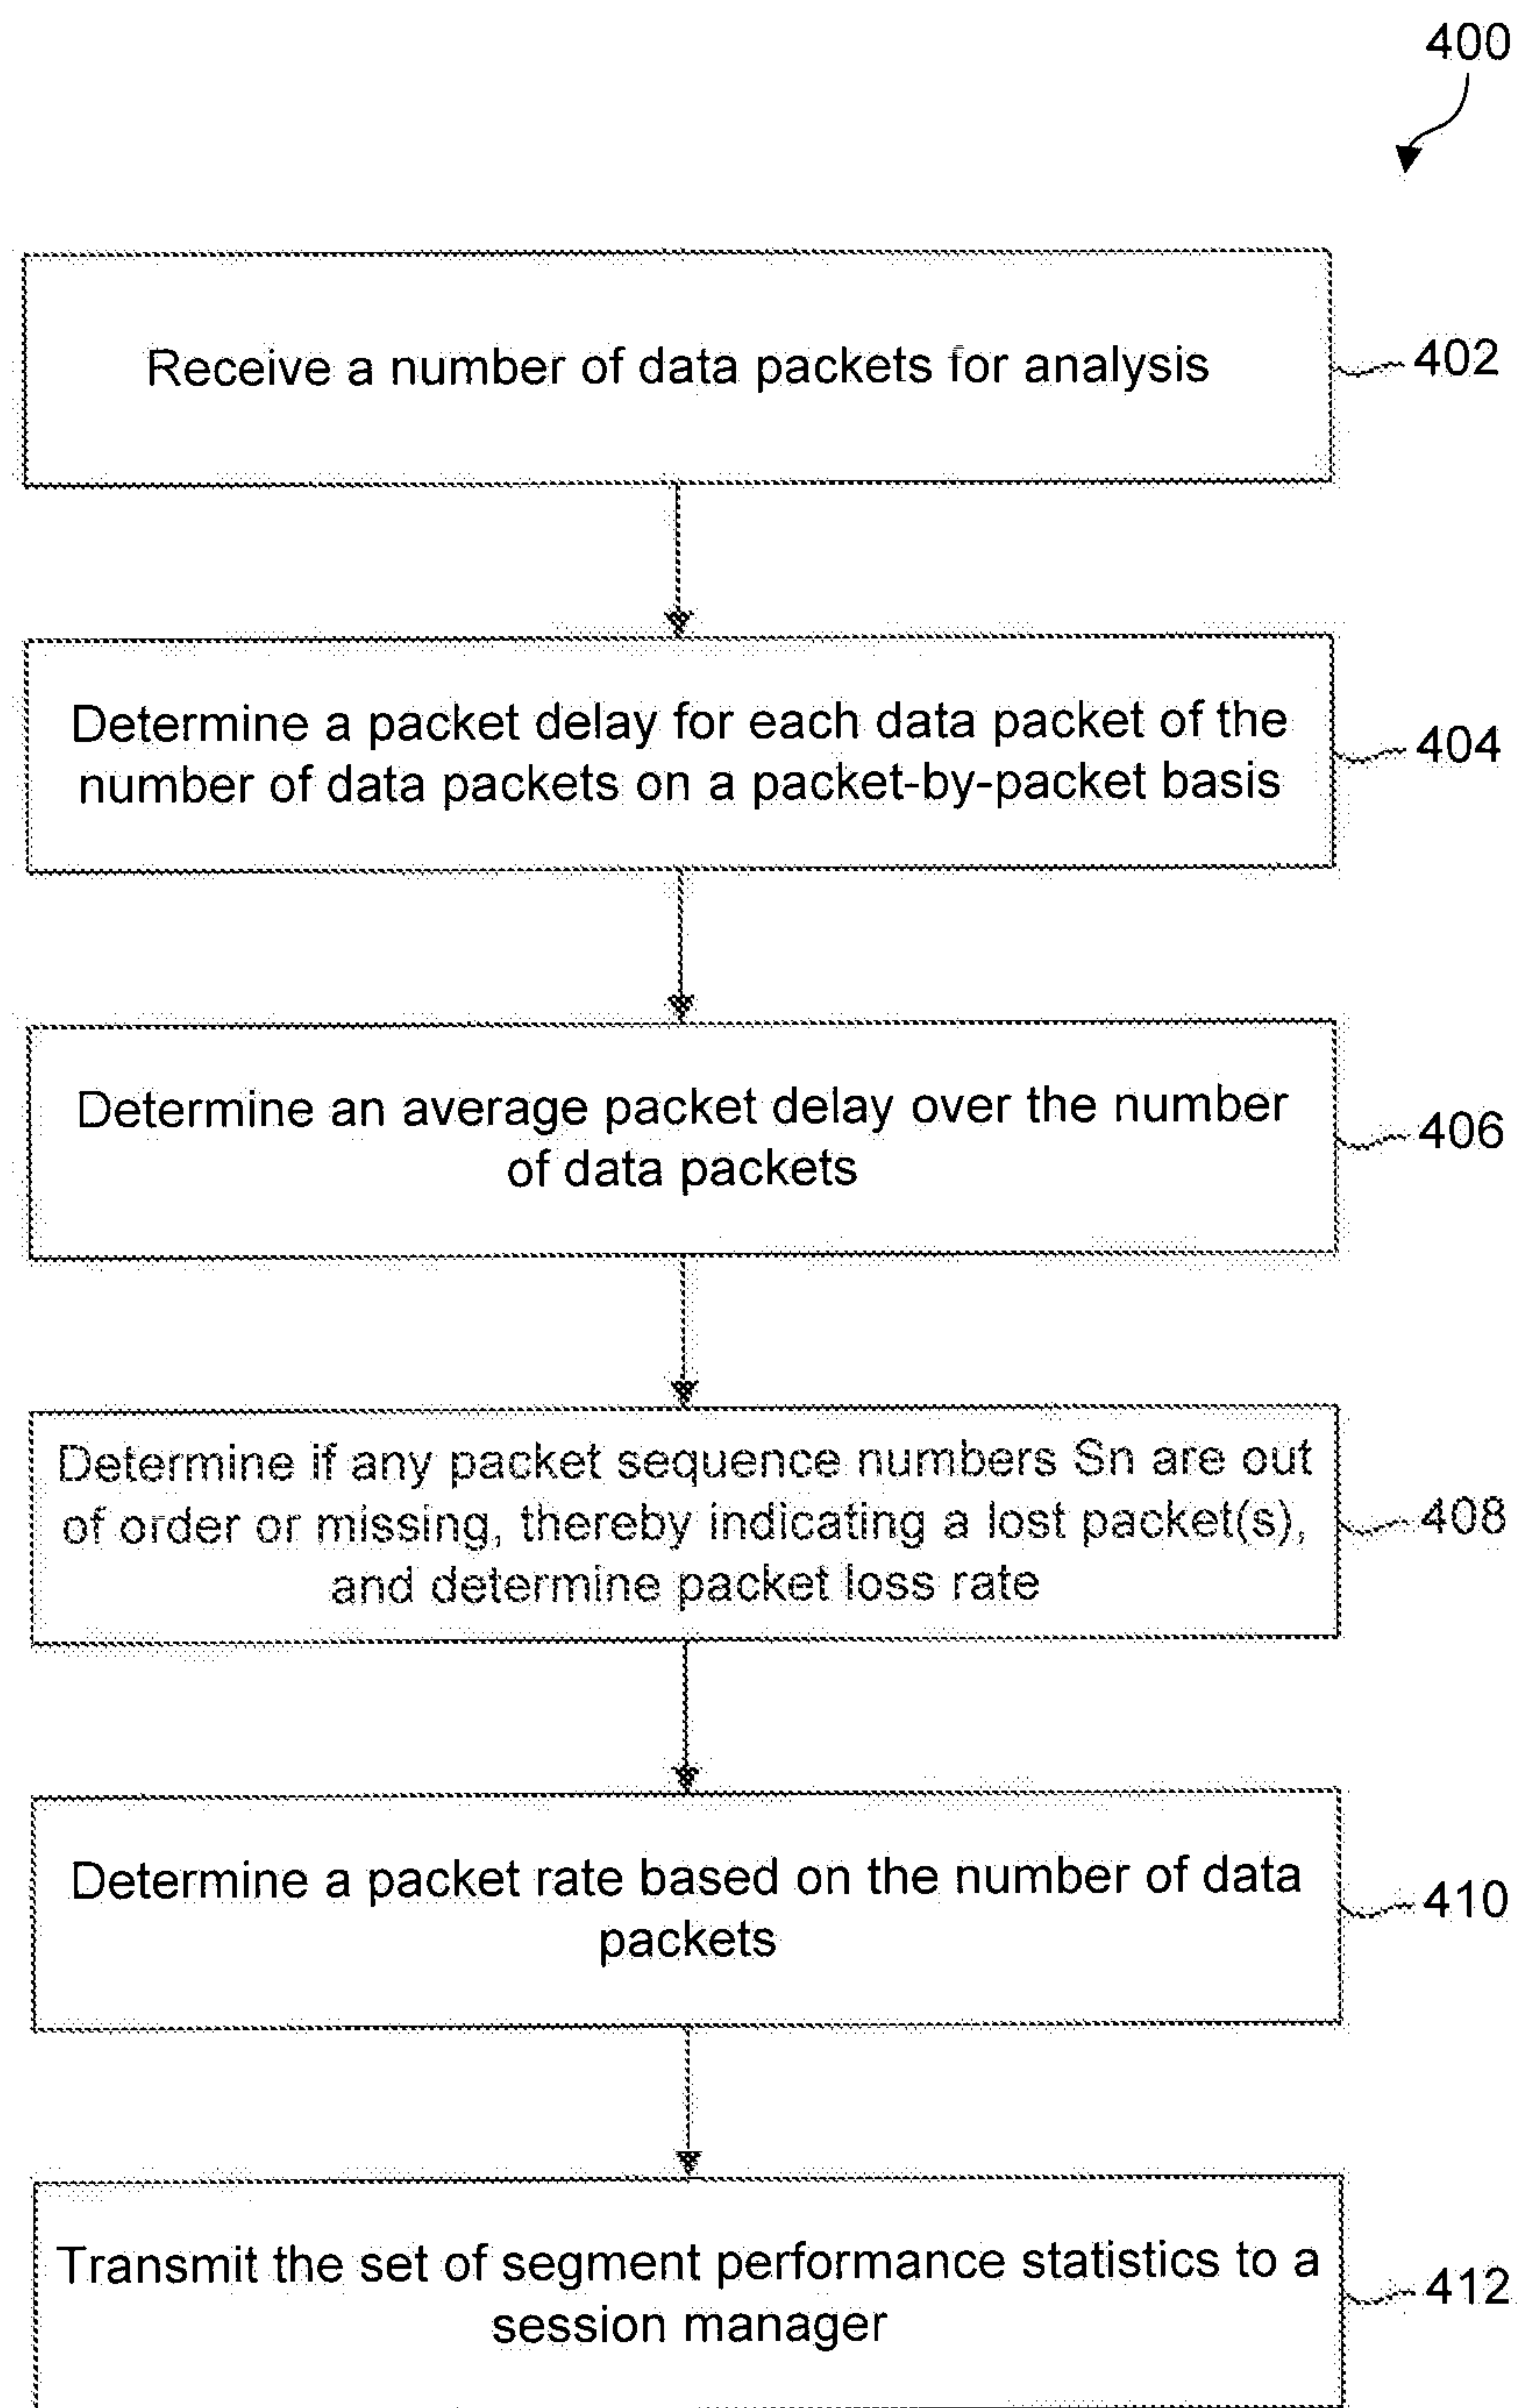 400
Receive a number of data packets for analysis
402
Determine a packet delay for each data packet of the
number of data packets on a packet-by-packet basis
404
Determine an average packet delay over the number
of data packets
406
Determine if any packet sequence numbers Sn are out
of order or missing, thereby indicating a lost packet(s),
and determine packet loss rate
408
Determine a packet rate based on the number of data
packets
410
Transmit the set of segment performance statistics to a
session manager
412